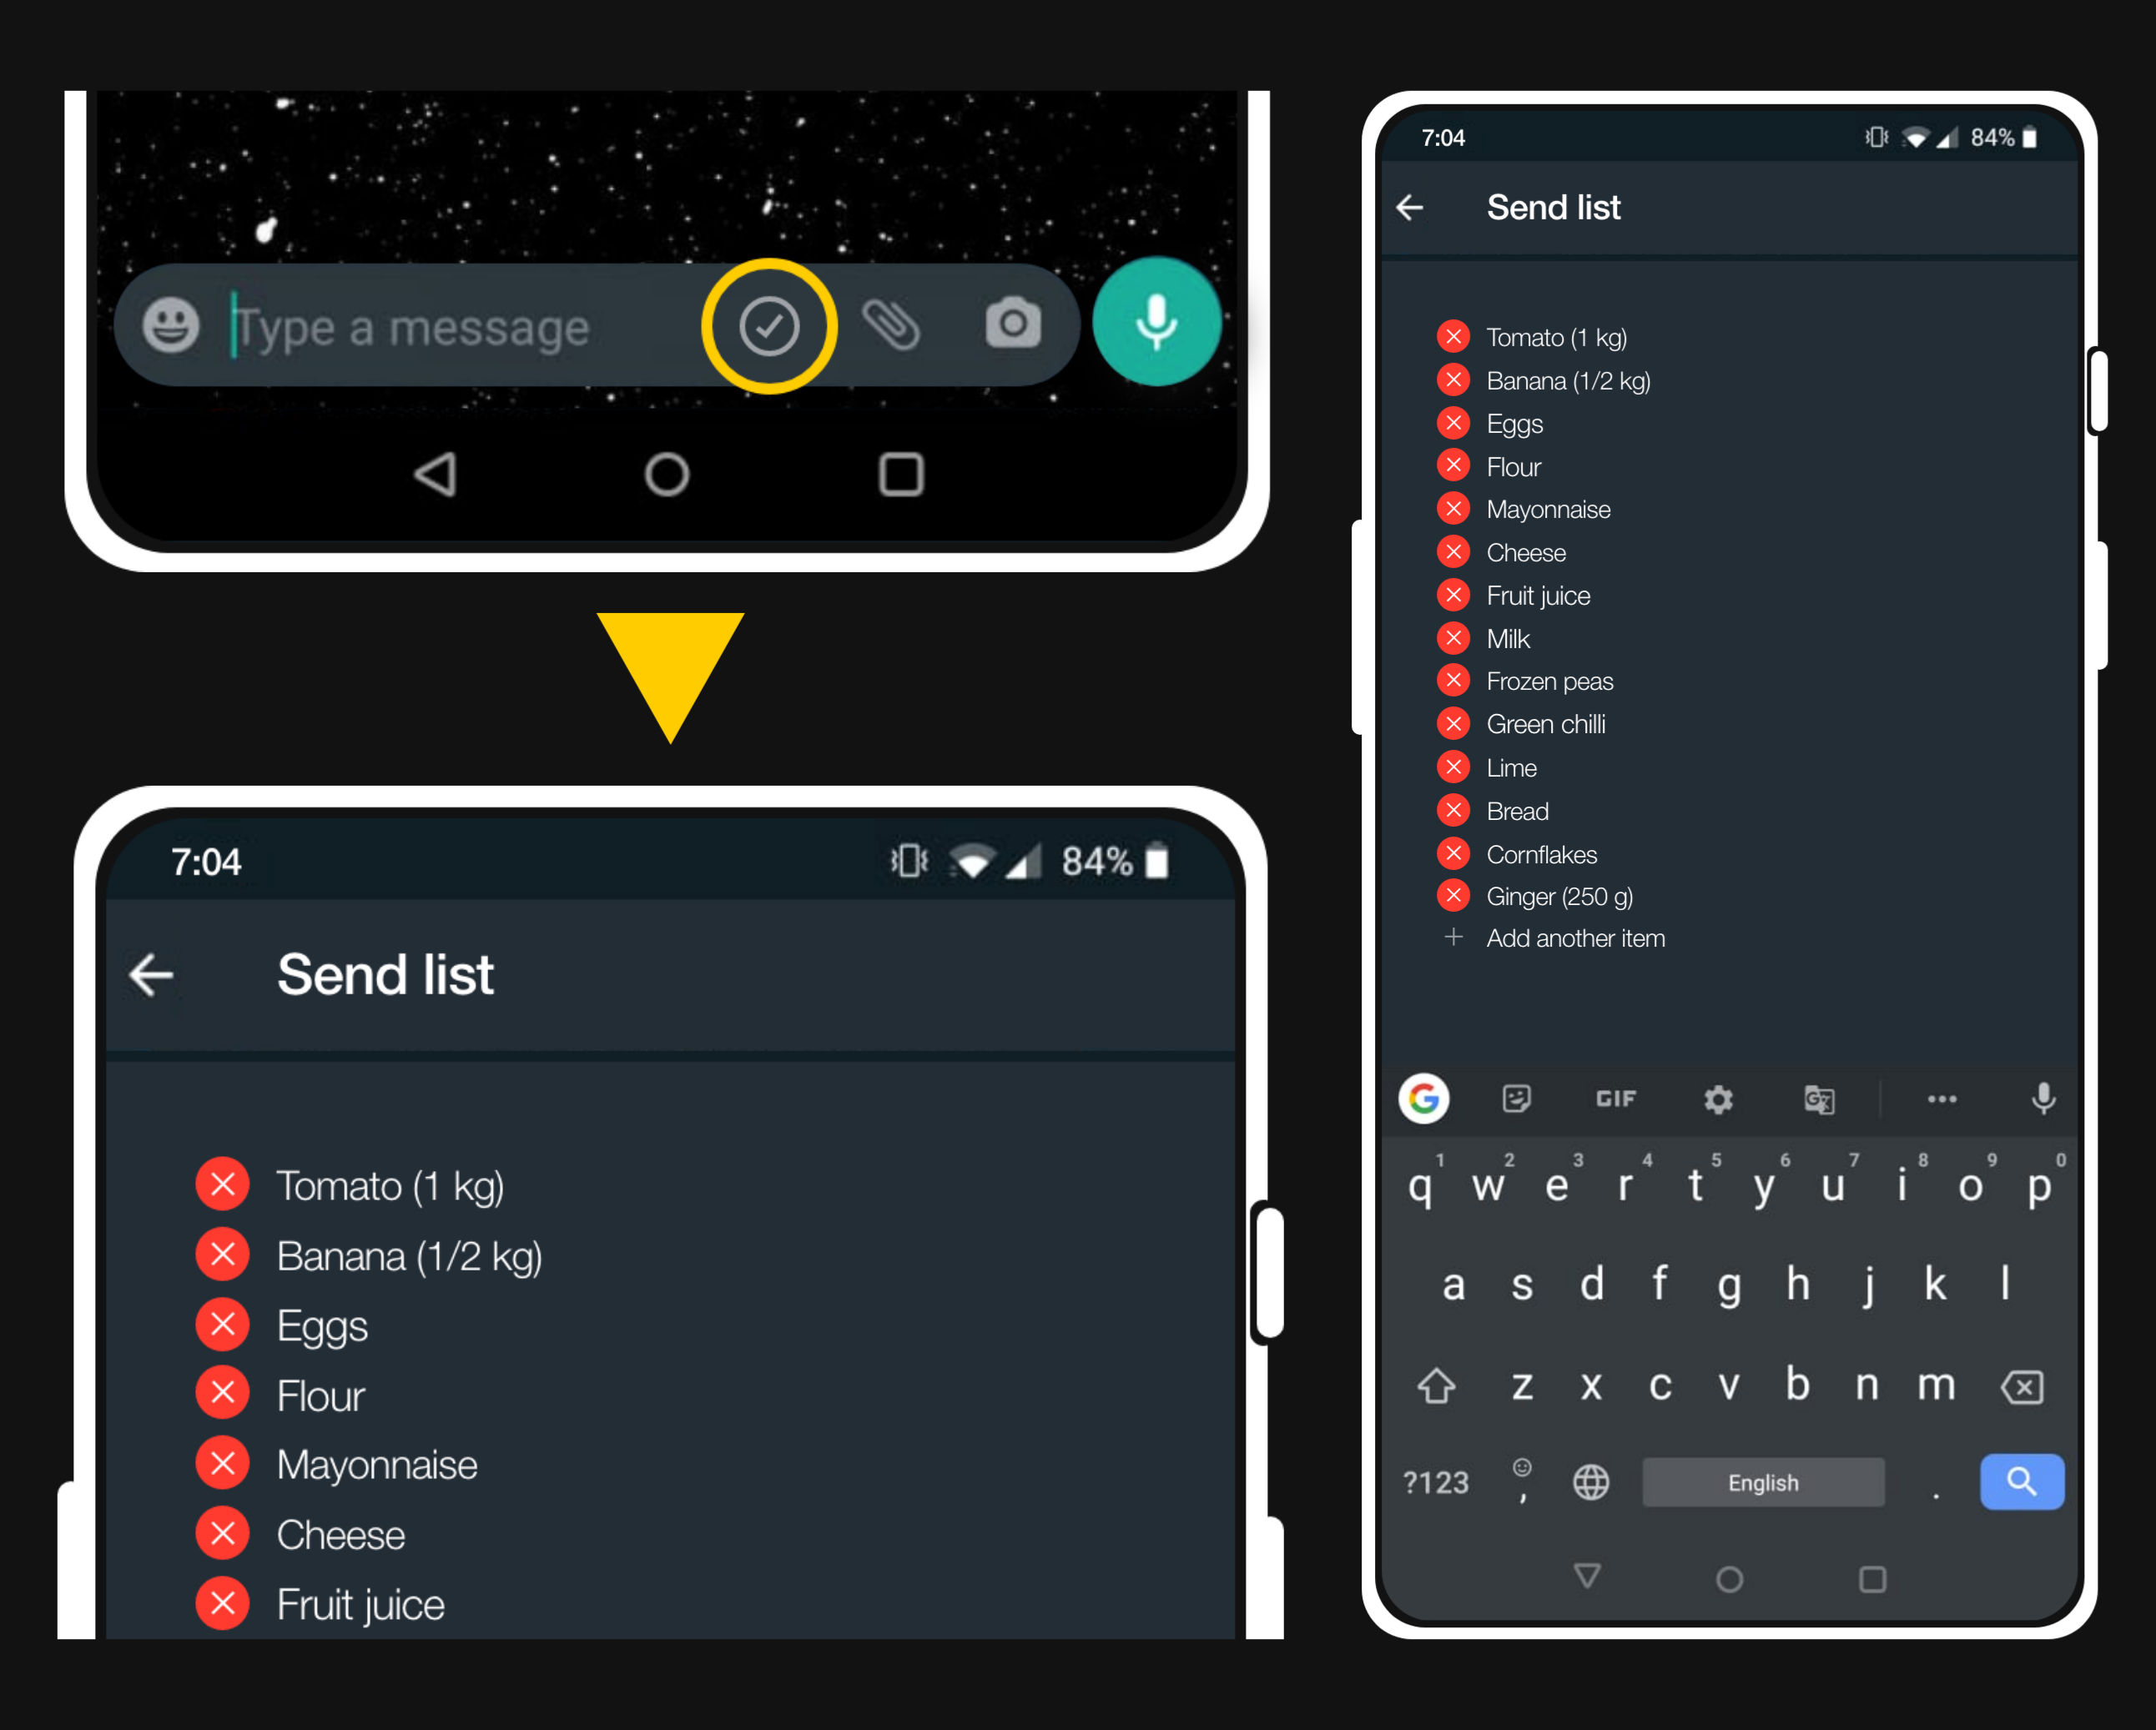 Type a message
7:04
84%
Send list
Tomato (1 kg)
Banana (1/2 kg)
Eggs
Flour
Mayonnaise
Cheese
Fruit juice
7:04
84%
Send list
Tomato (1 kg)
Banana (1/2 kg)
Eggs
Flour
Mayonnaise
Cheese
Fruit juice
Milk
Frozen peas
Green chilli
Lime
Bread
Cornflakes
Ginger (250 g)
+ Add another item
G GIF G
1 2 3 4 5 6 7 8 9 0
q w e r t y u i o p
a s d f g h j k l
z x c v b n m
?123 , English .